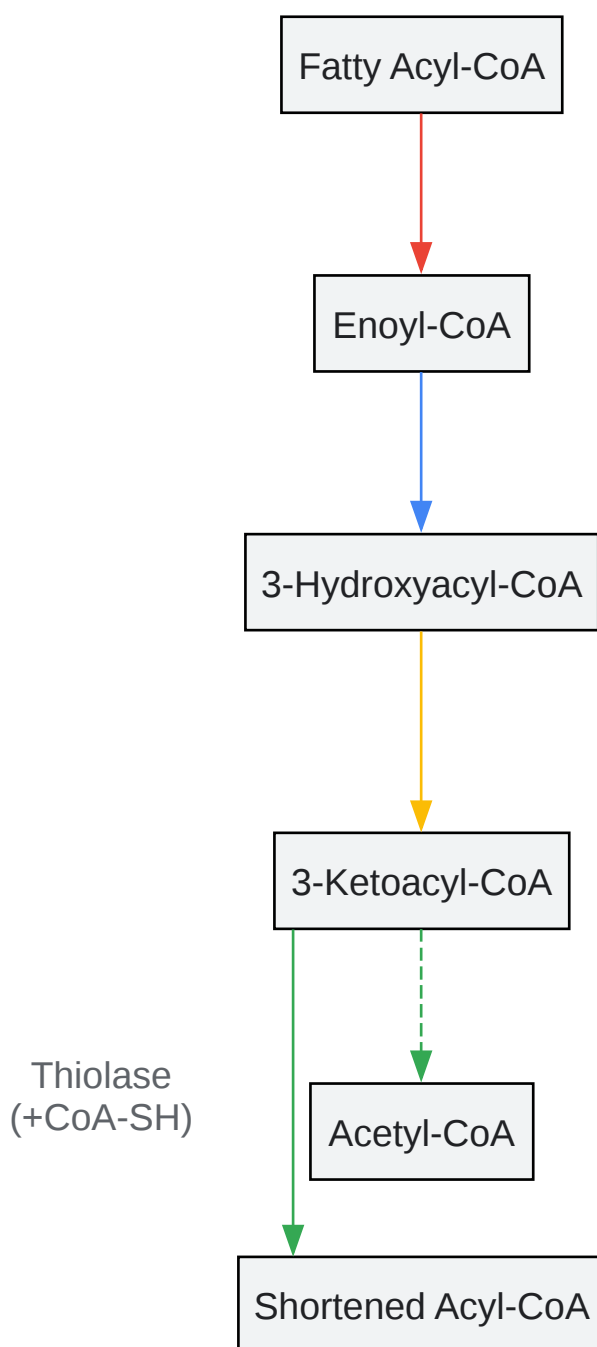 Fatty Acyl-CoA
Enoyl-CoA
3-Hydroxyacyl-CoA
3-Ketoacyl-CoA
Thiolase
(+CoA-SH)
Acetyl-CoA
Shortened Acyl-CoA